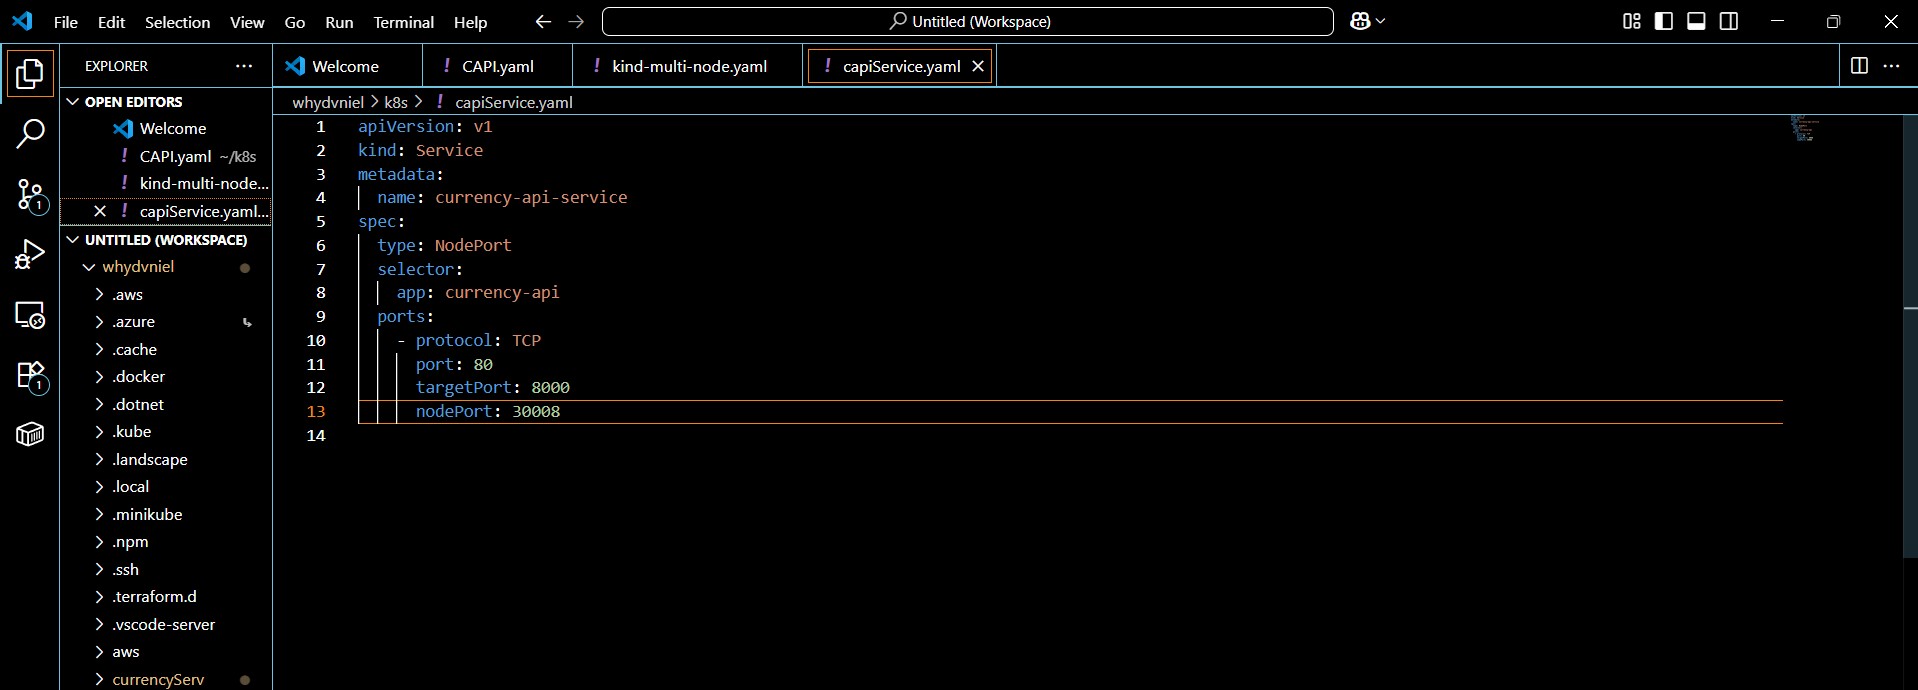 File Edit Selection View Go Run Terminal Help Untitled (Workspace)
EXPLORER
Welcome
CAPI.yaml
kind-multi-node.yaml
capiService.yaml
OPEN EDITORS
Welcome
CAPI.yaml ~/k8s
kind-multi-node...
capiService.yaml...
UNTITLED (WORKSPACE)
whydvniel
.aws
.azure
.cache
.docker
.dotnet
.kube
.landscape
.local
.minikube
.npm
.ssh
.terraform.d
.vscode-server
aws
currencyServ
1
1
whydvniel > k8s > ! capiService.yaml
1 apiVersion: v1
2 kind: Service
3 metadata:
4 name: currency-api-service
5 spec:
6 type: NodePort
7 selector:
8 app: currency-api
9 ports:
10 - protocol: TCP
11 port: 80
12 targetPort: 8000
13 nodePort: 30008
14